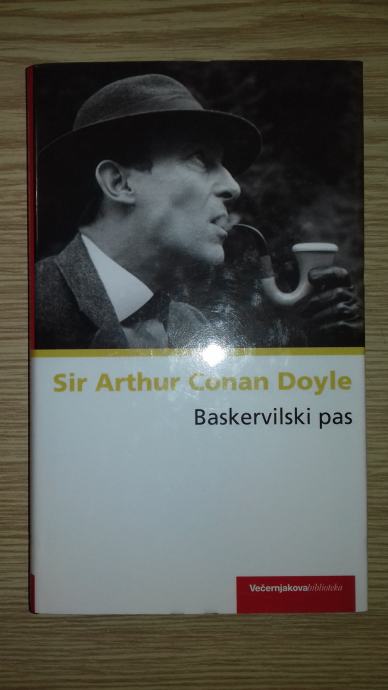 Sir Arthur Conan Doyle
Baskervilski pas
Večernjakovabiblioteka